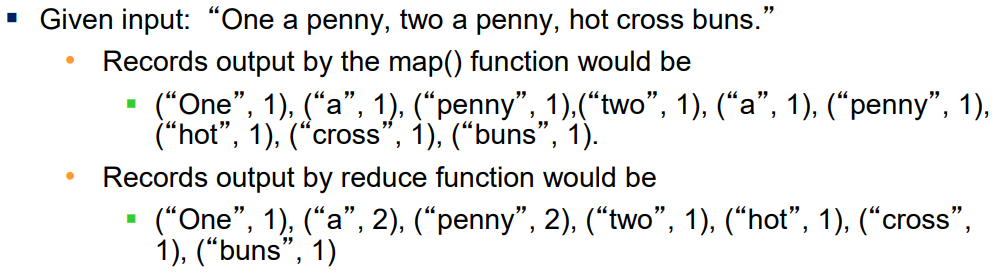 ▪ Given input: “One a penny, two a penny, hot cross buns.”
• Records output by the map() function would be
▪ (“One”, 1), (“a”, 1), (“penny”, 1),(“two”, 1), (“a”, 1), (“penny”, 1),
(“hot”, 1), (“cross”, 1), (“buns”, 1).
• Records output by reduce function would be
▪ (“One”, 1), (“a”, 2), (“penny”, 2), (“two”, 1), (“hot”, 1), (“cross”,
1), (“buns”, 1)